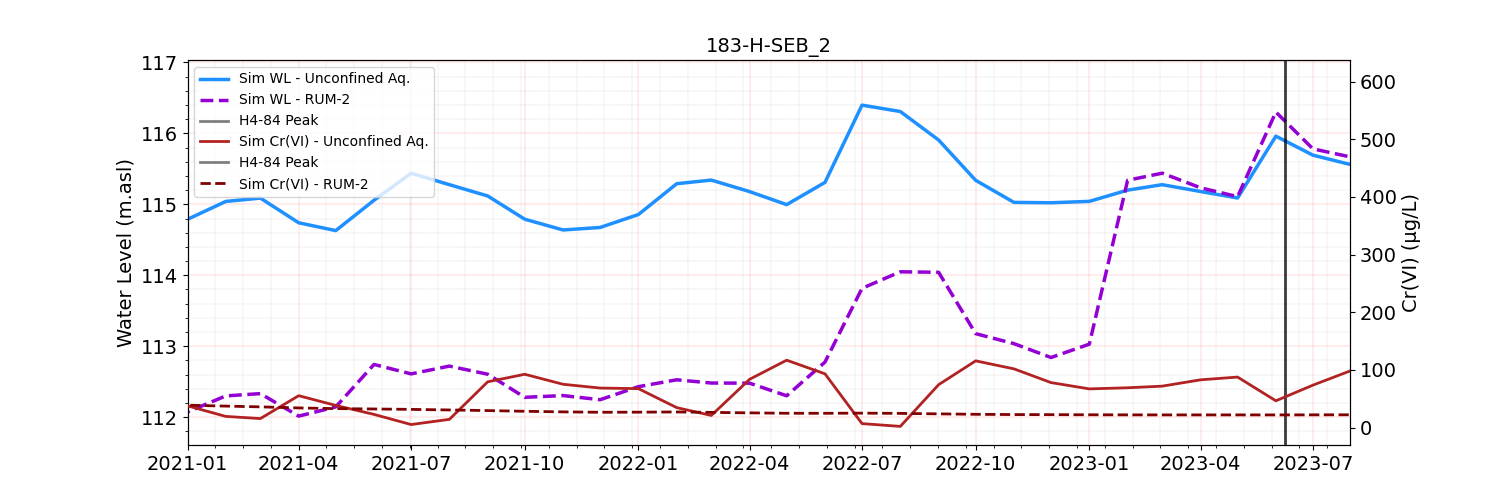 183-H-SEB_2
117
116
115
114
113
112
Water Level (m.asl)
Sim WL - Unconfined Aq.
Sim WL - RUM-2
H4-84 Peak
Sim Cr(VI) - Unconfined Aq.
H4-84 Peak
Sim Cr(VI) - RUM-2
600
500
400
300
200
100
0
Cr(VI) (μg/L)
2021-01 2021-04 2021-07 2021-10 2022-01 2022-04 2022-07 2022-10 2023-01 2023-04 2023-07